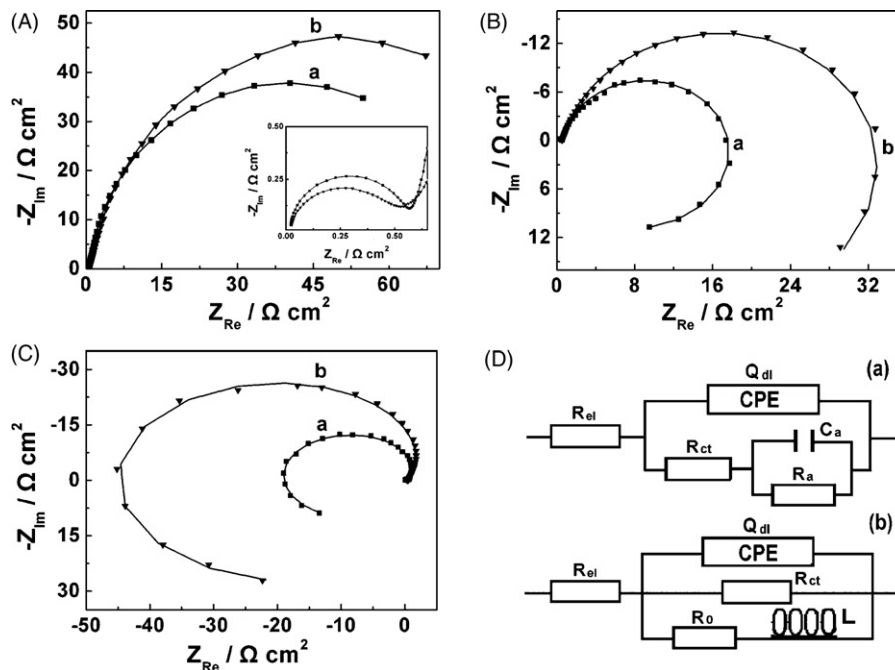 (A)
50
40
30
20
10
0
-Z_Im / Ω cm²
b
a
0.50
0.25
0.00
0.50
-Z_Im / Ω cm²
Z_Re / Ω cm²
0 15 30 45 60
Z_Re / Ω cm²
(B)
-12
-6
0
6
12
-Z_Im / Ω cm²
a
b
0 8 16 24 32
Z_Re / Ω cm²
(C)
-30
-15
0
15
30
-Z_Im / Ω cm²
b
a
-50 -40 -30 -20 -10 0
Z_Re / Ω cm²
(D)
(a)
Q_dl
CPE
R_el
C_a
R_ct
R_a
(b)
Q_dl
CPE
R_el
R_ct
R_0
L